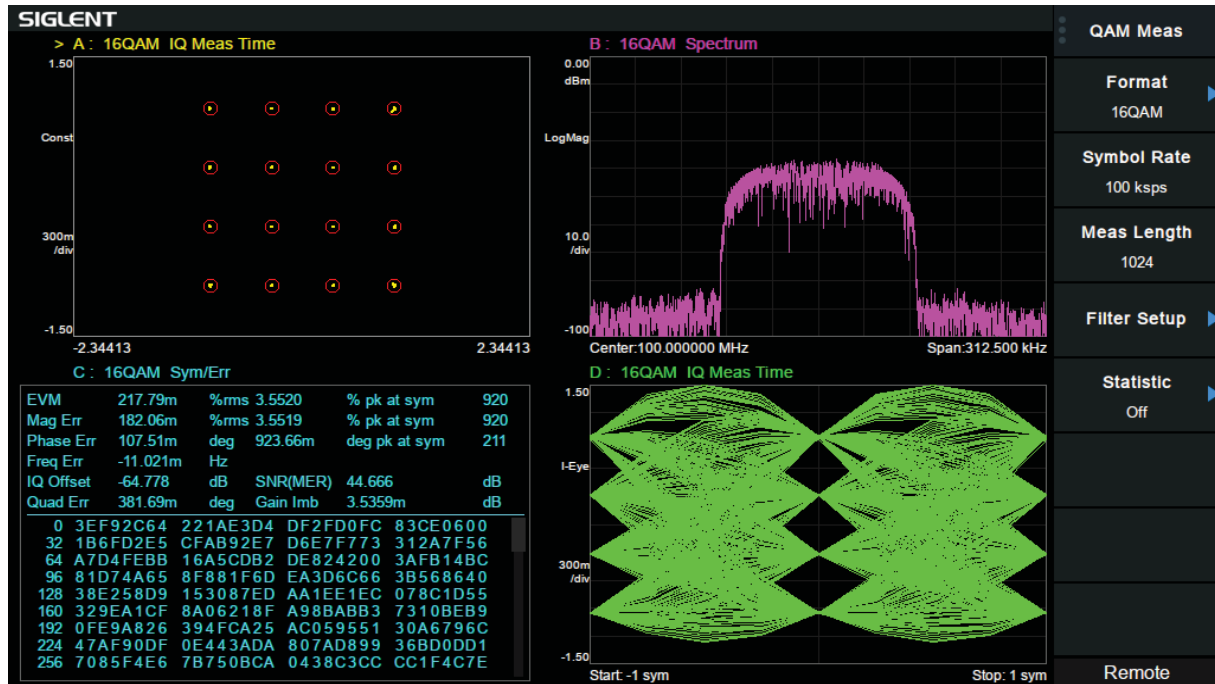 SIGLENT
> A : 16QAM IQ Meas Time
1.50
Const
300m
/div
-1.50
-2.34413 2.34413
B : 16QAM Spectrum
0.00
dBm
LogMag
10.0
/div
-100
Center:100.000000 MHz Span:312.500 kHz
C : 16QAM Sym/Err
EVM 217.79m %rms 3.5520 % pk at sym 920
Mag Err 182.06m %rms 3.5519 % pk at sym 920
Phase Err 107.51m deg 923.66m deg pk at sym 211
Freq Err -11.021m Hz
IQ Offset -64.778 dB SNR(MER) 44.666 dB
Quad Err 381.69m deg Gain Imb 3.5359m dB
0 3EF92C64 221AE3D4 DF2FD0FC 83CE0600
32 1B6FD2E5 CFAB92E7 D6E7F773 312A7F56
64 A7D4FEBB 16A5CDB2 DE824200 3AFB14BC
96 81D74A65 8F881F6D EA3D6C66 3B568640
128 38E258D9 153087ED AA1EE1EC 078C1D55
160 329EA1CF 8A06218F A98BABB3 7310BEB9
192 0FE9A826 394FCA25 AC059551 30A6796C
224 47AF90DF 0E443ADA 807AD899 36BD0DD1
256 7085F4E6 7B750BCA 0438C3CC CC1F4C7E
D : 16QAM IQ Meas Time
1.50
I-Eye
300m
/div
-1.50
Start: -1 sym Stop: 1 sym
QAM Meas
Format
16QAM
Symbol Rate
100 ksps
Meas Length
1024
Filter Setup
Statistic
Off
Remote